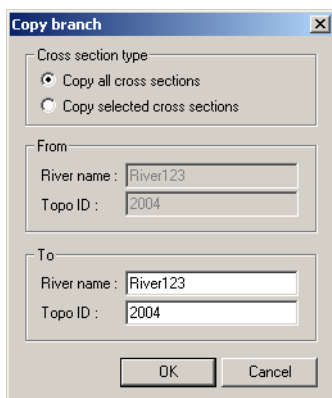 Copy branch
Cross section type
Copy all cross sections
Copy selected cross sections
From
River name : River123
Topo ID : 2004
To
River name : River123
Topo ID : 2004
OK Cancel